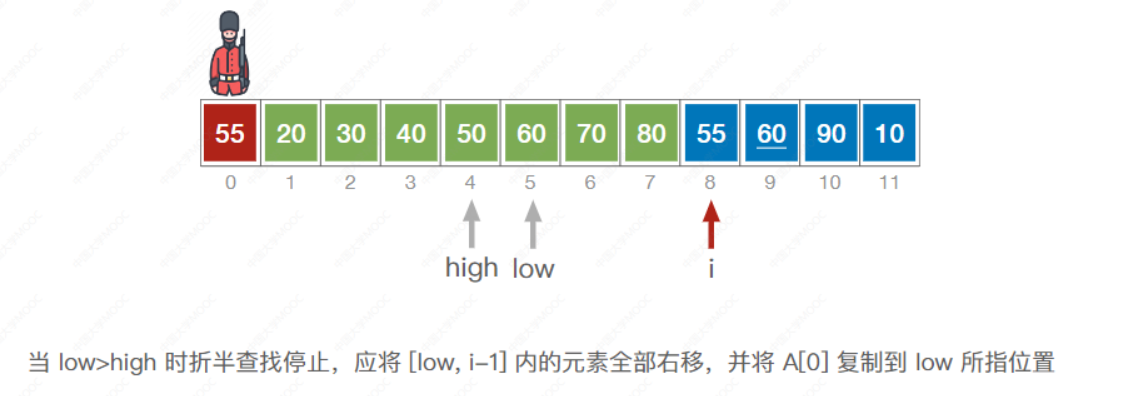 55 20 30 40 50 60 70 80 55 60 90 10
0 1 2 3 4 5 6 7 8 9 10 11
high low i
当 low>high 时折半查找停止，应将 [low, i-1] 内的元素全部右移，并将 A[0] 复制到 low 所指位置